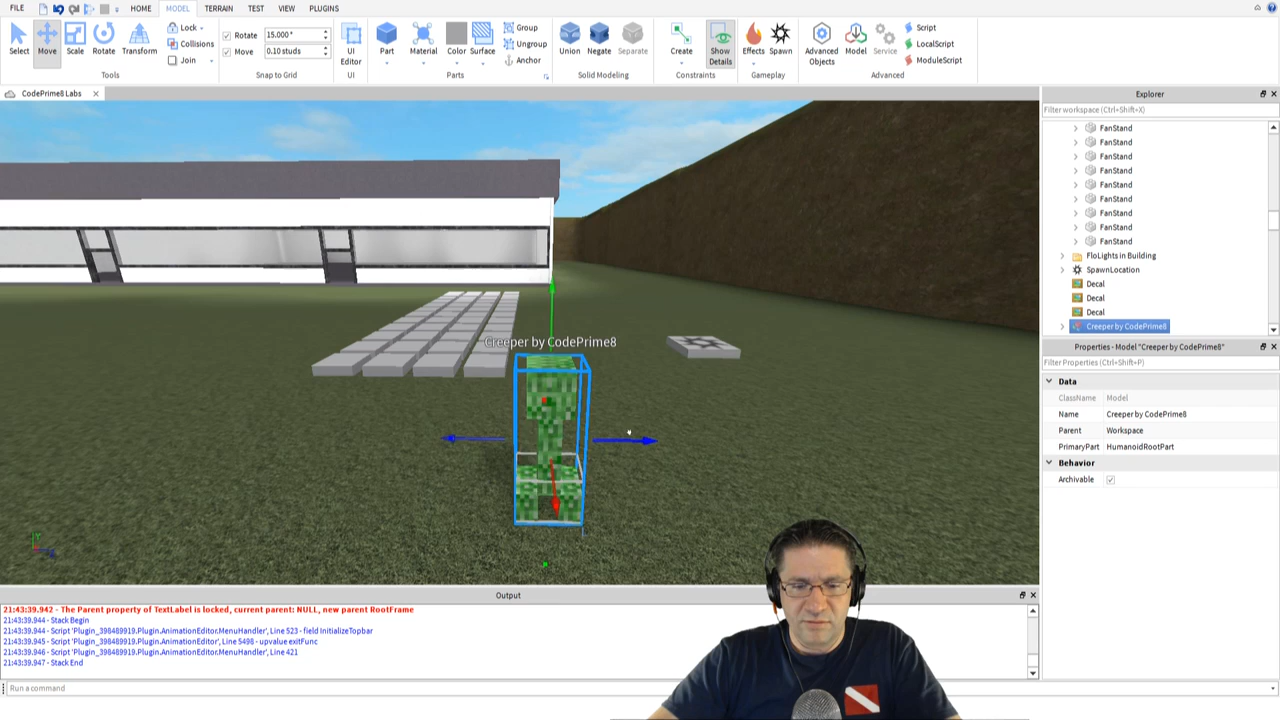 FILE HOME MODEL TERRAIN TEST VIEW PLUGINS
Select Move Scale Rotate Transform
Lock
Collisions
Join
Tools
Rotate 15.000 °
Move 0.10 studs
Snap to Grid
UI
Editor
UI
Part Material Color Surface
Group
Ungroup
Anchor
Parts
Union Negate Separate
Solid Modeling
Create Show
Details
Constraints
Effects Spawn
Gameplay
Advanced
Objects
Model Service
Script
LocalScript
ModuleScript
Advanced
CodePrime8 Labs
Creeper by CodePrime8
Explorer
Filter workspace (Ctrl+Shift+X)
FanStand
FanStand
FanStand
FanStand
FanStand
FanStand
FanStand
FanStand
FanStand
FloLights in Building
SpawnLocation
Decal
Decal
Decal
Creeper by CodePrime8
Properties - Model "Creeper by CodePrime8"
Filter Properties (Ctrl+Shift+P)
Data
ClassName Model
Name Creeper by CodePrime8
Parent Workspace
PrimaryPart HumanoidRootPart
Behavior
Archivable
Output
21:43:39.942 - The Parent property of TextLabel is locked, current parent: NULL, new parent RootFrame
21:43:39.944 - Stack Begin
21:43:39.944 - Script 'Plugin_398489919.Plugin.AnimationEditor.MenuHandler', Line 523 - field InitializeTopbar
21:43:39.945 - Script 'Plugin_398489919.Plugin.AnimationEditor', Line 5498 - upvalue exitFunc
21:43:39.946 - Script 'Plugin_398489919.Plugin.AnimationEditor.MenuHandler', Line 421
21:43:39.947 - Stack End
Run a command